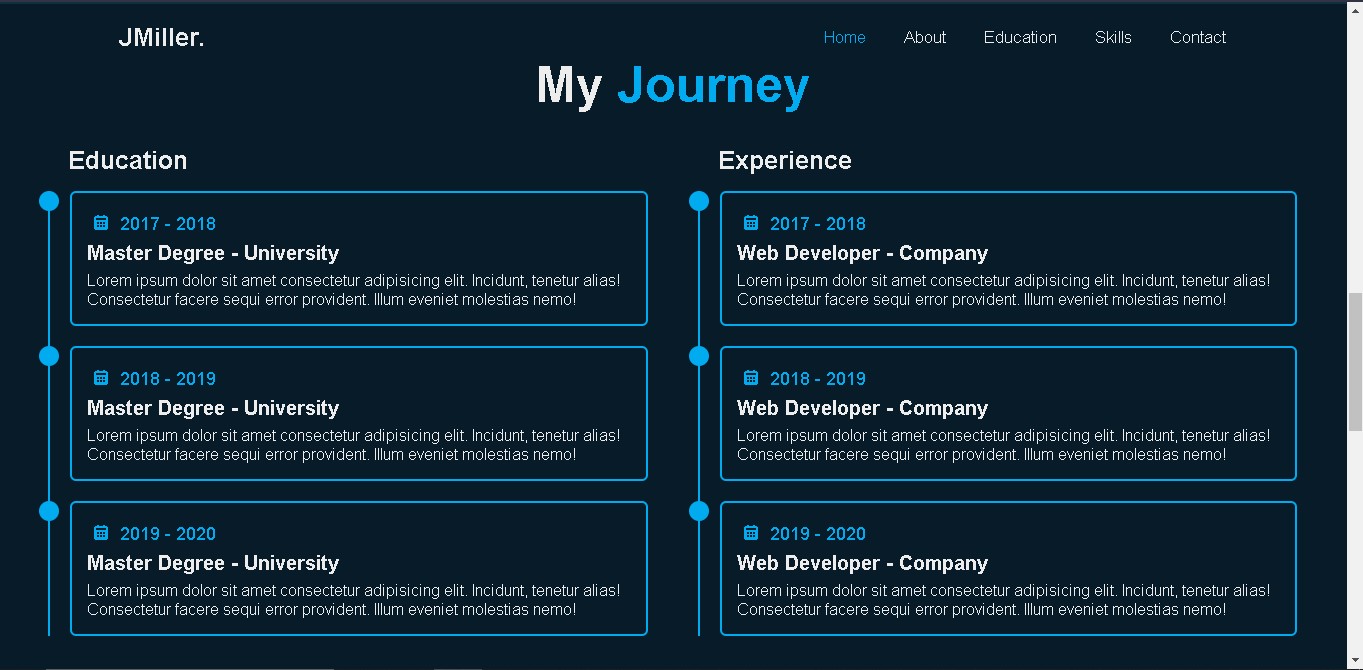 JMiller.
Home
About
Education
Skills
Contact
My Journey
Education
2017 - 2018
Master Degree - University
Lorem ipsum dolor sit amet consectetur adipisicing elit. Incidunt, tenetur alias!
Consectetur facere sequi error provident. Illum eveniet molestias nemo!
2018 - 2019
Master Degree - University
Lorem ipsum dolor sit amet consectetur adipisicing elit. Incidunt, tenetur alias!
Consectetur facere sequi error provident. Illum eveniet molestias nemo!
2019 - 2020
Master Degree - University
Lorem ipsum dolor sit amet consectetur adipisicing elit. Incidunt, tenetur alias!
Consectetur facere sequi error provident. Illum eveniet molestias nemo!
Experience
2017 - 2018
Web Developer - Company
Lorem ipsum dolor sit amet consectetur adipisicing elit. Incidunt, tenetur alias!
Consectetur facere sequi error provident. Illum eveniet molestias nemo!
2018 - 2019
Web Developer - Company
Lorem ipsum dolor sit amet consectetur adipisicing elit. Incidunt, tenetur alias!
Consectetur facere sequi error provident. Illum eveniet molestias nemo!
2019 - 2020
Web Developer - Company
Lorem ipsum dolor sit amet consectetur adipisicing elit. Incidunt, tenetur alias!
Consectetur facere sequi error provident. Illum eveniet molestias nemo!